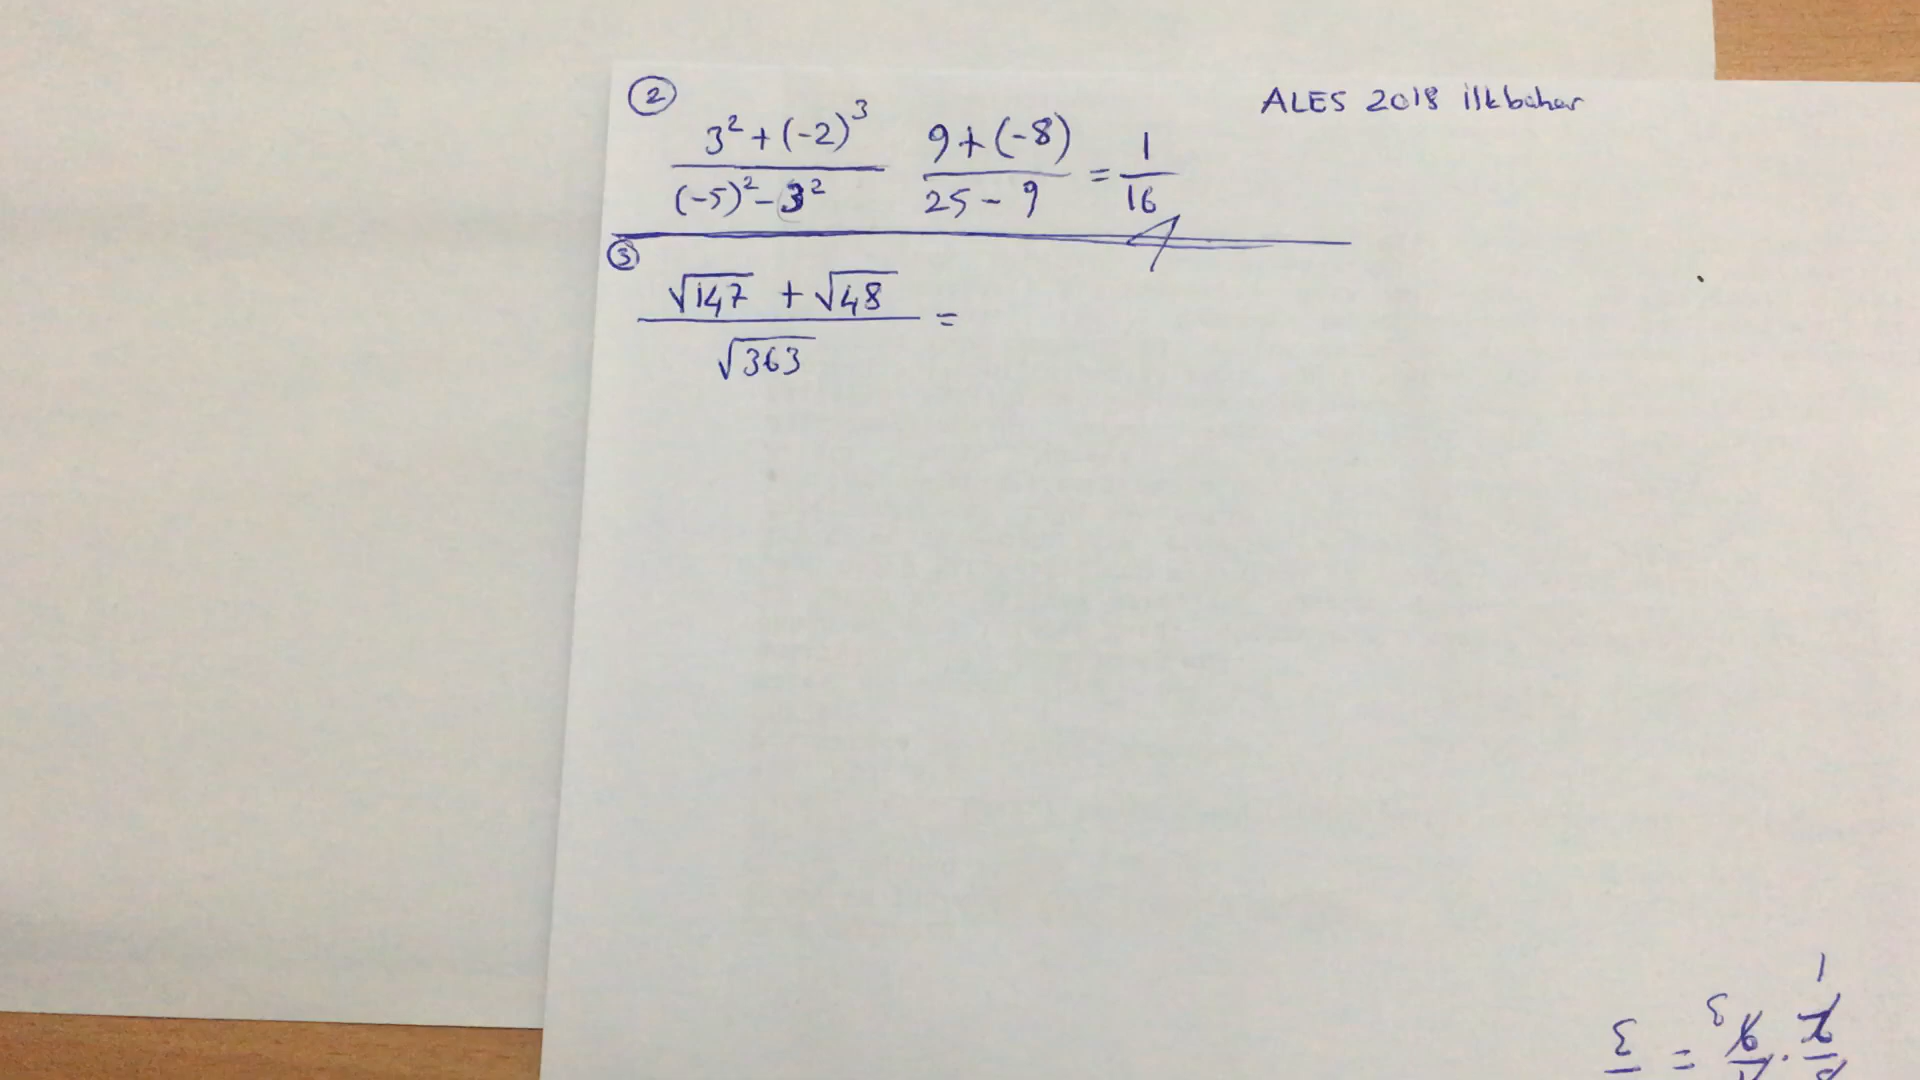 ② ALES 2018 ilkbahar
3² + (-2)³ 9 + (-8) 1
(-5)² - 3² 25 - 9 = 16
③
√147 + √48
=
√363